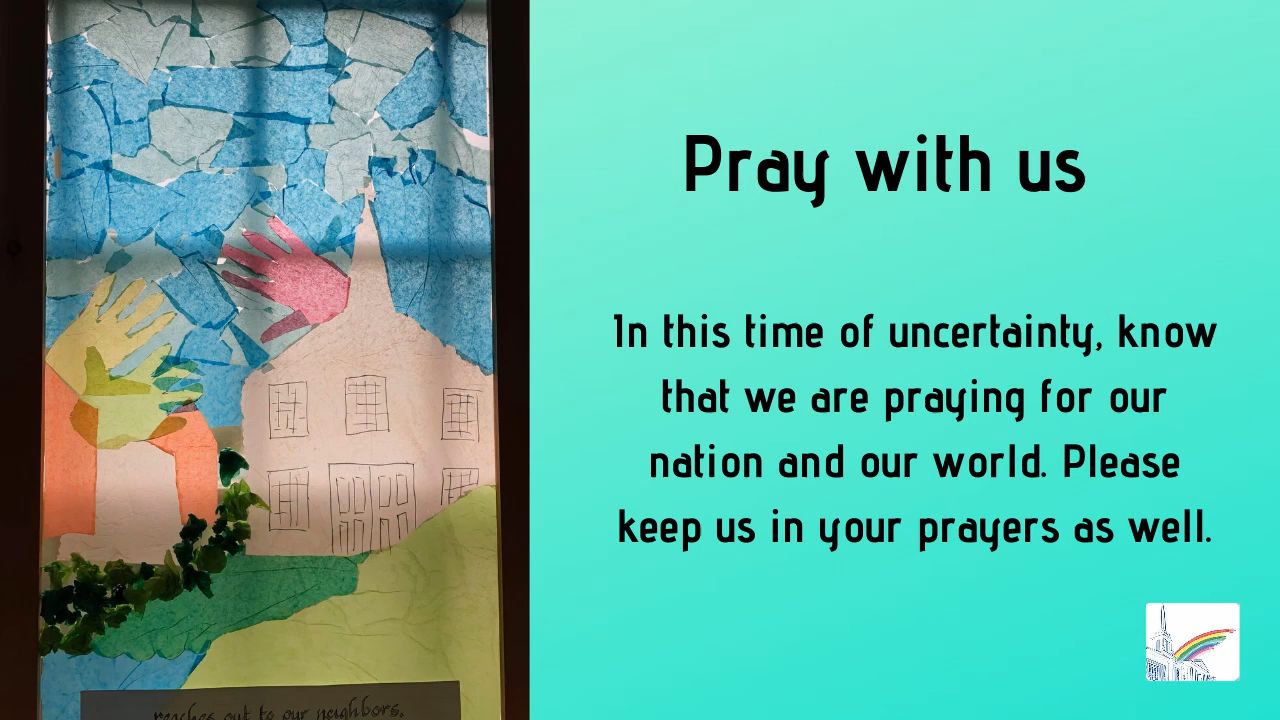 Pray with us
In this time of uncertainty, know
that we are praying for our
nation and our world. Please
keep us in your prayers as well.
reaches out to our neighbors.